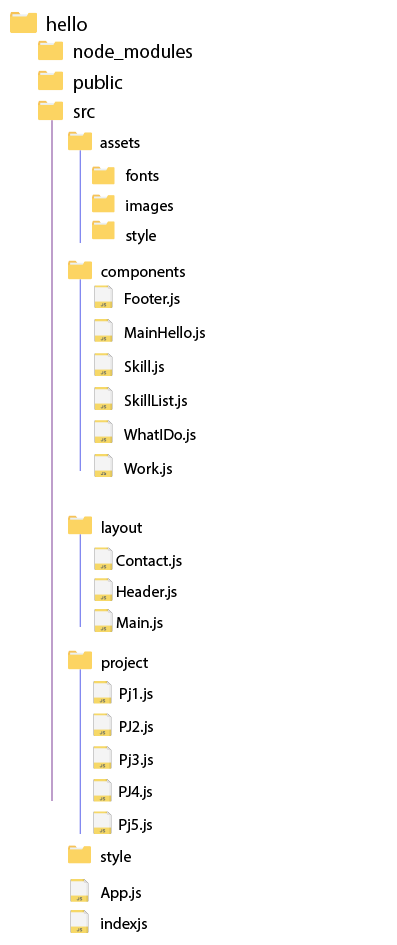 hello
node_modules
public
src
assets
fonts
images
style
components
Footer.js
MainHello.js
Skill.js
SkillList.js
WhatIDo.js
Work.js
layout
Contact.js
Header.js
Main.js
project
Pj1.js
PJ2.js
Pj3.js
PJ4.js
Pj5.js
style
App.js
indexjs